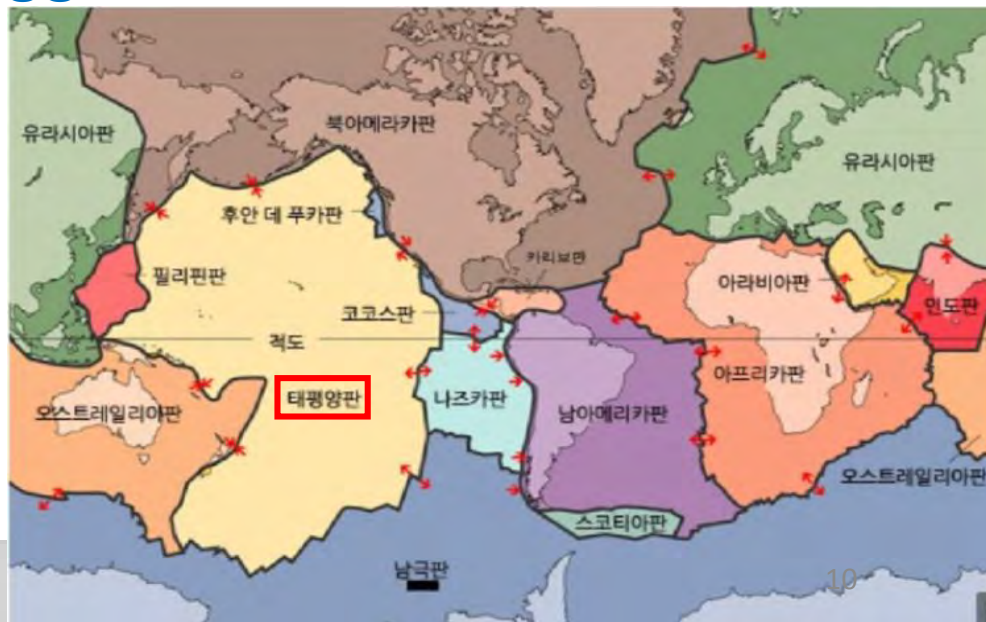 유라시아판
북아메라카판
유라시아판
후안 데 푸카판
카리브판
필리핀판
아라비아판
인도판
코코스판
적도
아프리카판
태평양판
나즈카판
남아메리카판
오스트레일리아판
오스트레일리아판
스코티아판
남극판
10